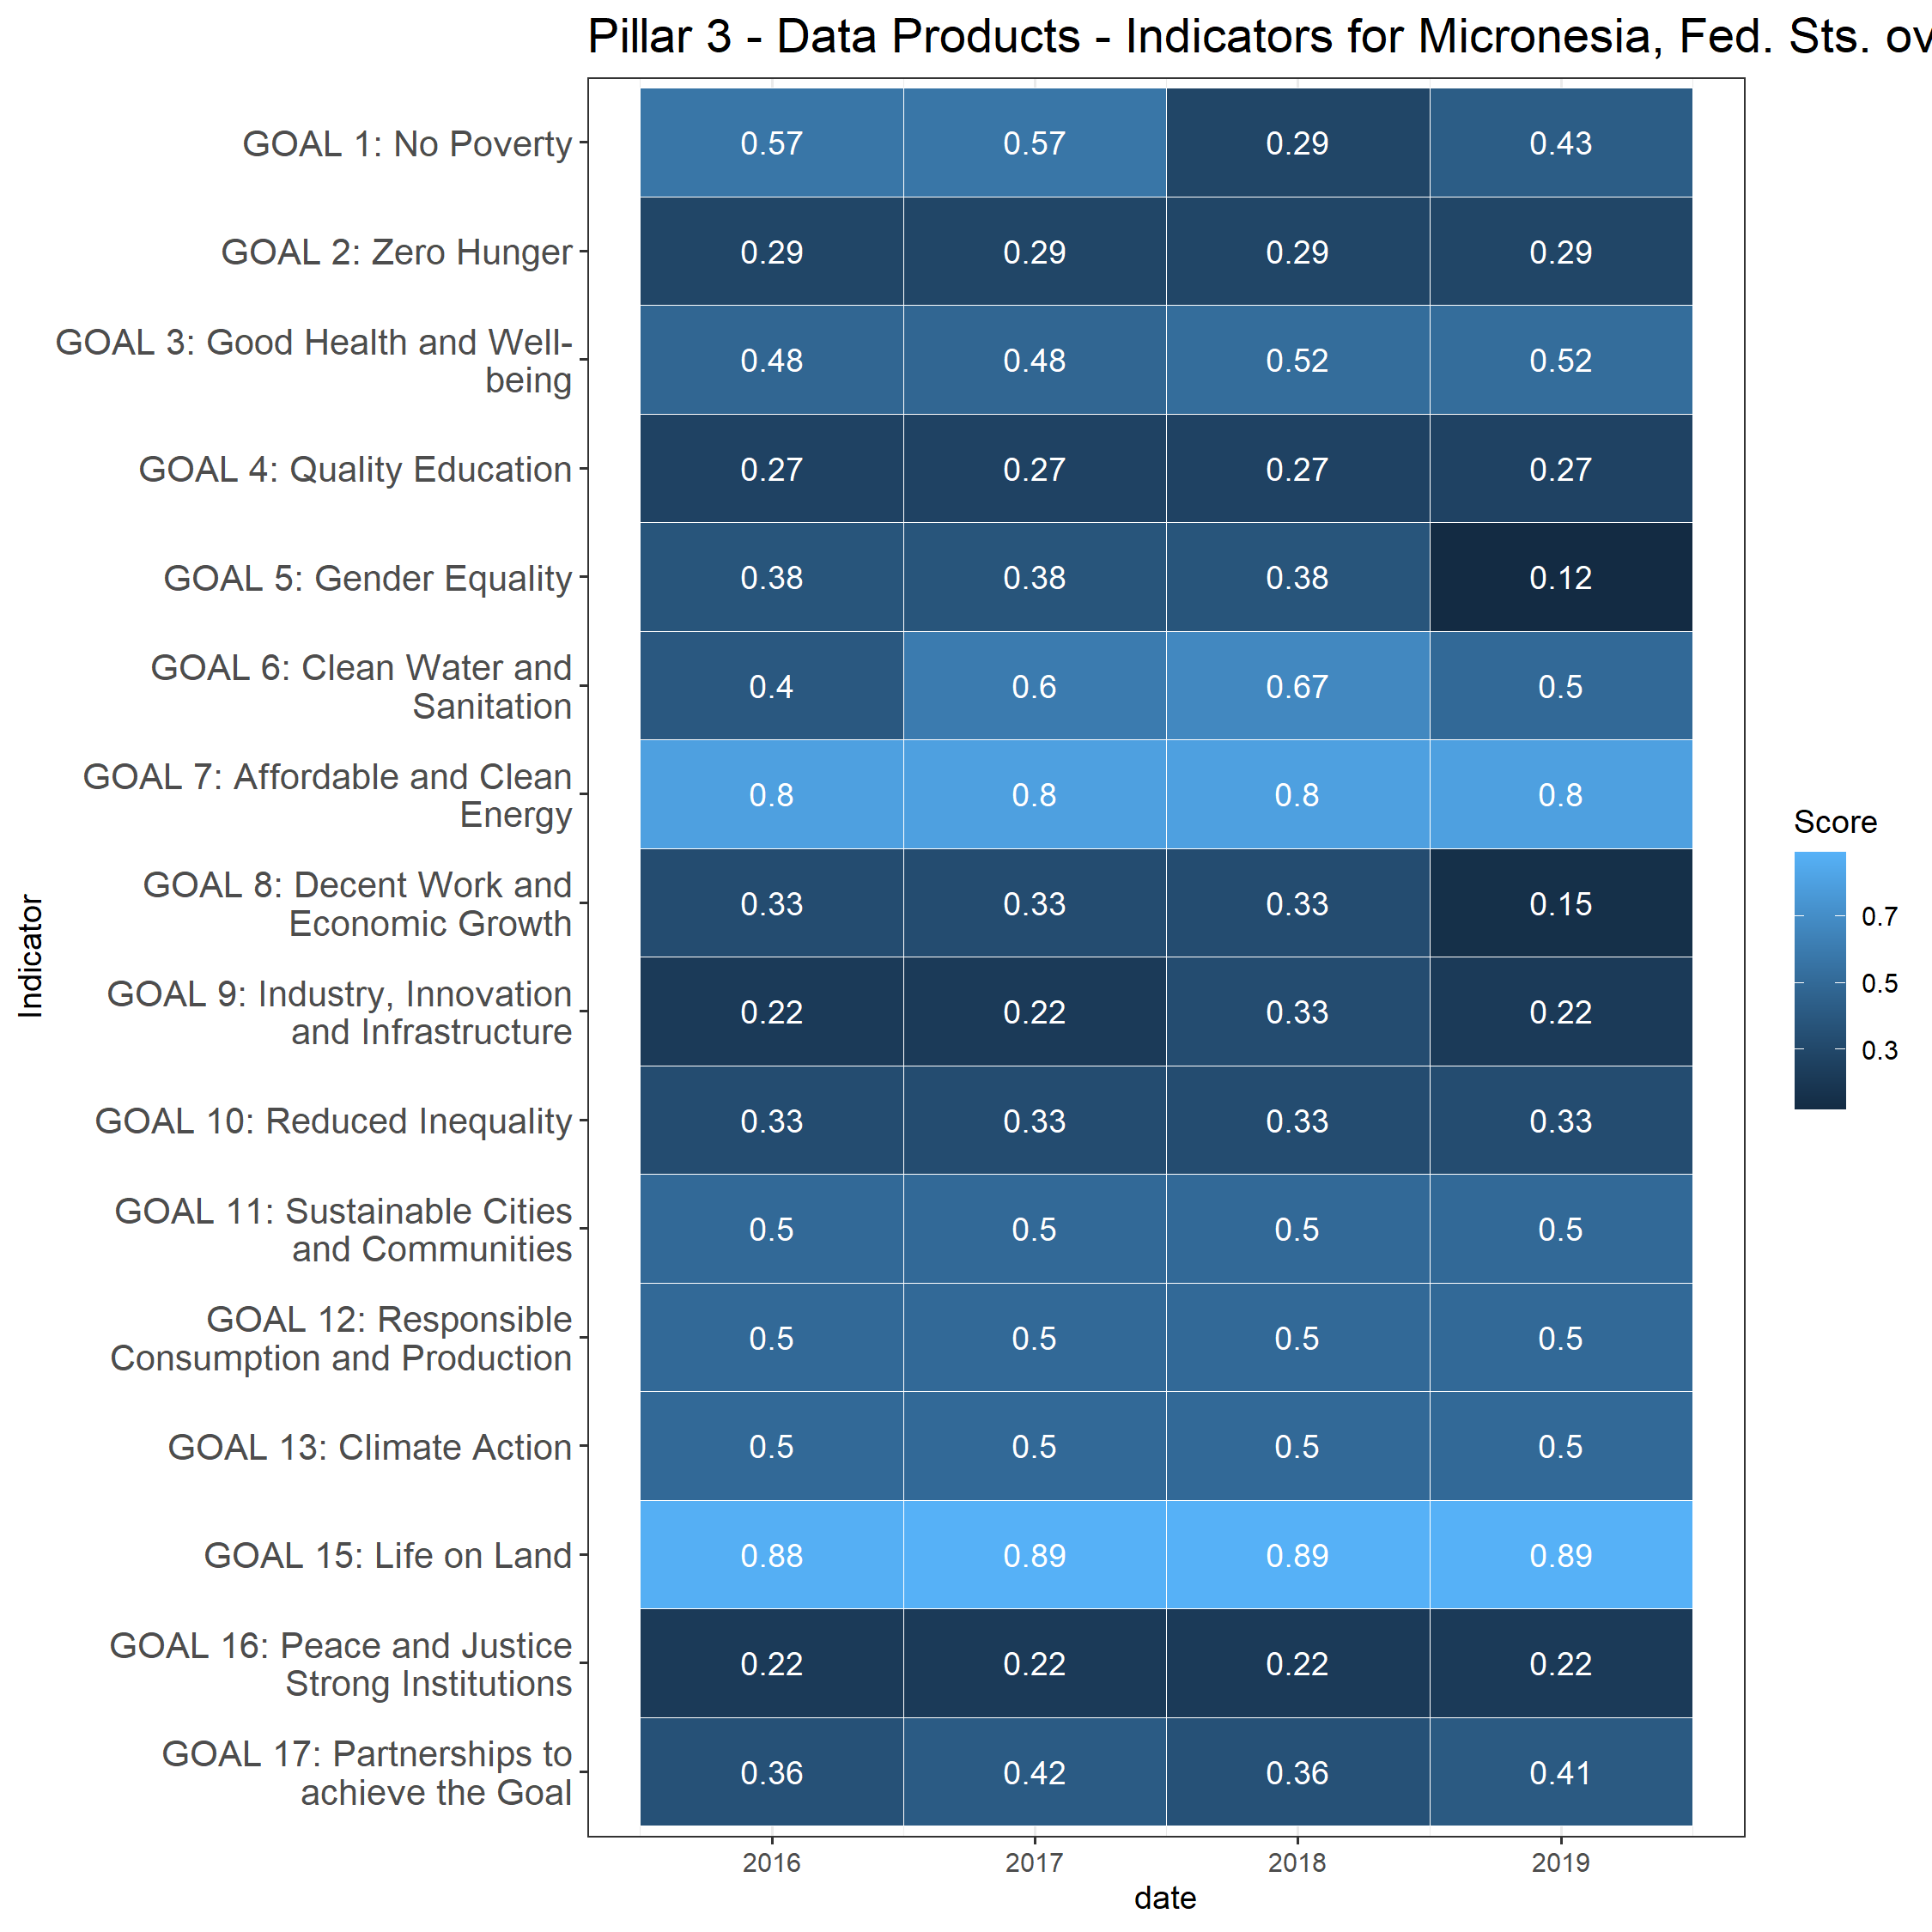 Pillar 3 - Data Products - Indicators for Micronesia, Fed. Sts. ov
GOAL 1: No Poverty
0.57 0.57 0.29 0.43
GOAL 2: Zero Hunger
0.29 0.29 0.29 0.29
GOAL 3: Good Health and Well-
being
0.48 0.48 0.52 0.52
GOAL 4: Quality Education
0.27 0.27 0.27 0.27
GOAL 5: Gender Equality
0.38 0.38 0.38 0.12
GOAL 6: Clean Water and
Sanitation
0.4 0.6 0.67 0.5
GOAL 7: Affordable and Clean
Energy
0.8 0.8 0.8 0.8
GOAL 8: Decent Work and
Economic Growth
0.33 0.33 0.33 0.15
GOAL 9: Industry, Innovation
and Infrastructure
0.22 0.22 0.33 0.22
GOAL 10: Reduced Inequality
0.33 0.33 0.33 0.33
GOAL 11: Sustainable Cities
and Communities
0.5 0.5 0.5 0.5
GOAL 12: Responsible
Consumption and Production
0.5 0.5 0.5 0.5
GOAL 13: Climate Action
0.5 0.5 0.5 0.5
GOAL 15: Life on Land
0.88 0.89 0.89 0.89
GOAL 16: Peace and Justice
Strong Institutions
0.22 0.22 0.22 0.22
GOAL 17: Partnerships to
achieve the Goal
0.36 0.42 0.36 0.41
2016 2017 2018 2019
date
Indicator
Score
0.7
0.5
0.3